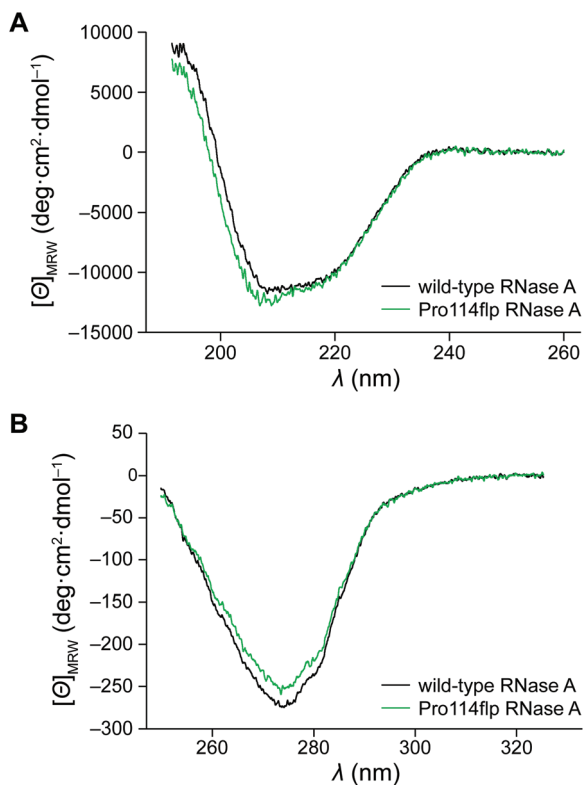 A
10000
5000
0
−5000
−10000
−15000
[Θ]MRW (deg·cm²·dmol⁻¹)
wild-type RNase A
Pro114flp RNase A
200 220 240 260
λ (nm)
B
50
0
−50
−100
−150
−200
−250
−300
[Θ]MRW (deg·cm²·dmol⁻¹)
wild-type RNase A
Pro114flp RNase A
260 280 300 320
λ (nm)